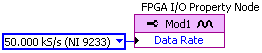 FPGA I/O Property Node
Mod1
50.000 kS/s (NI 9233)
Data Rate